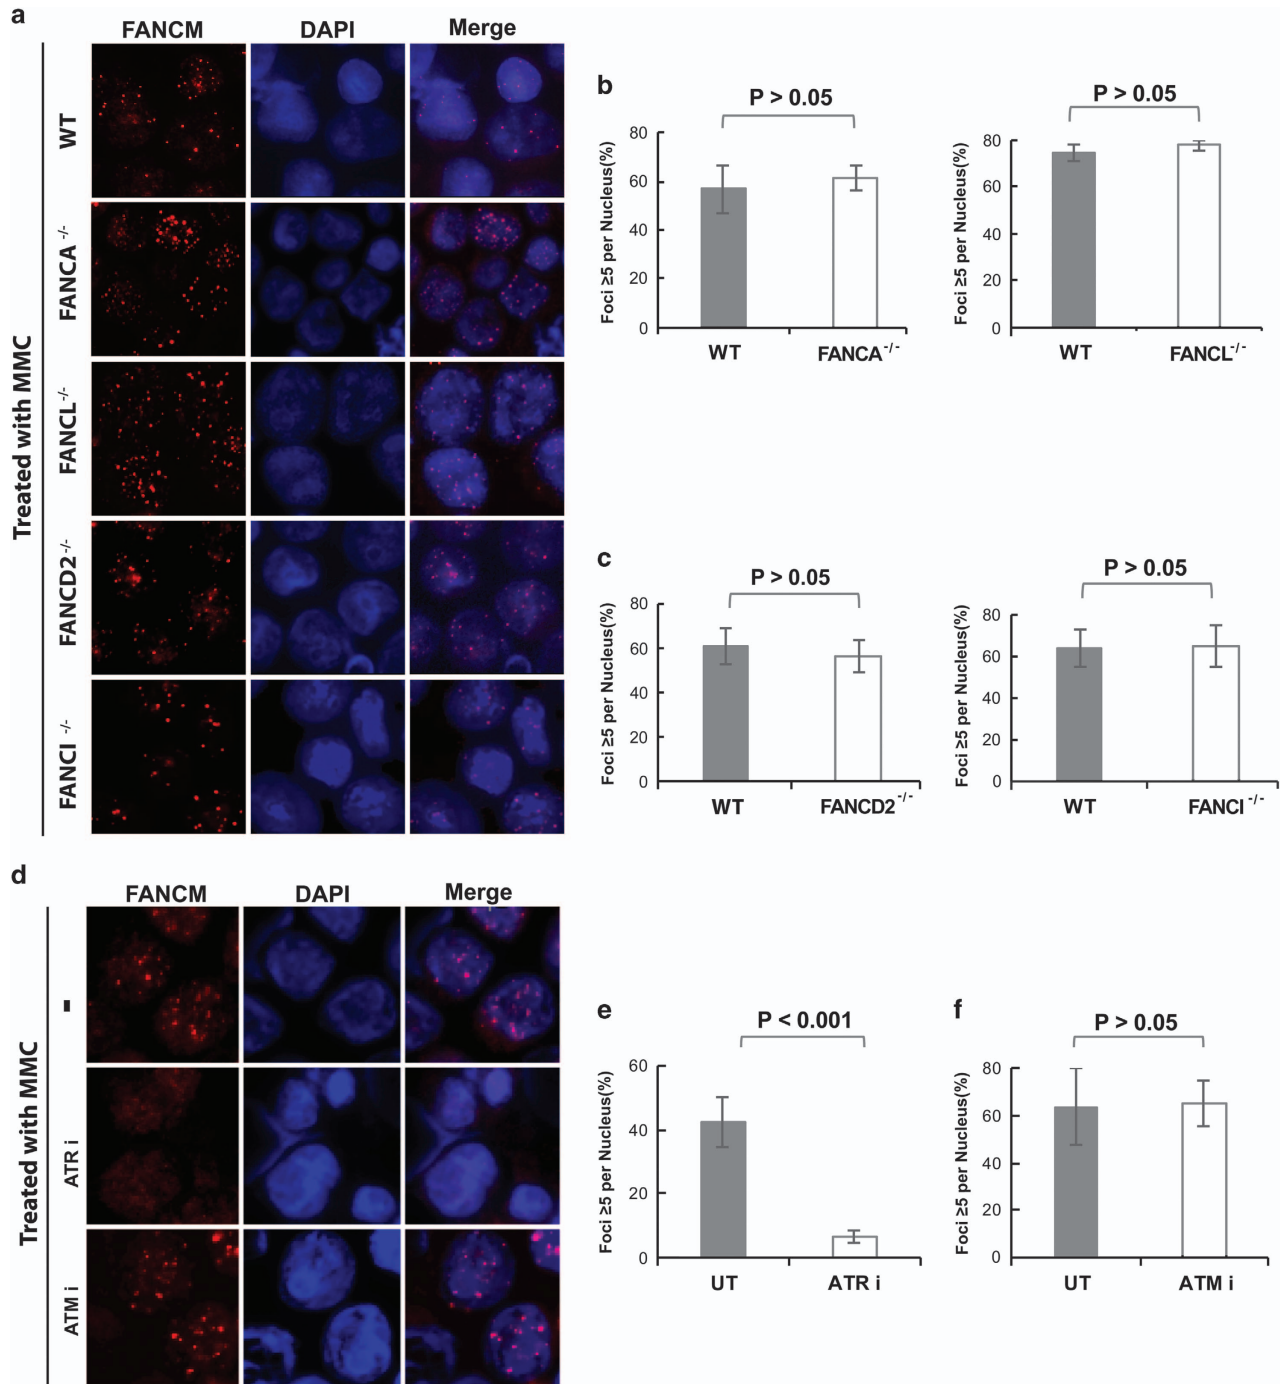 a
FANCM DAPI Merge
Treated with MMC
WT
FANCA -/-
FANCL -/-
FANCD2 -/-
FANCI -/-
b
P > 0.05
Foci ≥5 per Nucleus(%)
80
60
40
20
0
WT FANCA -/-
P > 0.05
Foci ≥5 per Nucleus(%)
80
60
40
20
0
WT FANCL -/-
c
P > 0.05
Foci ≥5 per Nucleus(%)
80
60
40
20
0
WT FANCD2 -/-
P > 0.05
Foci ≥5 per Nucleus(%)
80
60
40
20
0
WT FANCI -/-
d
FANCM DAPI Merge
Treated with MMC
-
ATR i
ATM i
e
P < 0.001
Foci ≥5 per Nucleus(%)
60
40
20
0
UT ATR i
f
P > 0.05
Foci ≥5 per Nucleus(%)
80
60
40
20
0
UT ATM i